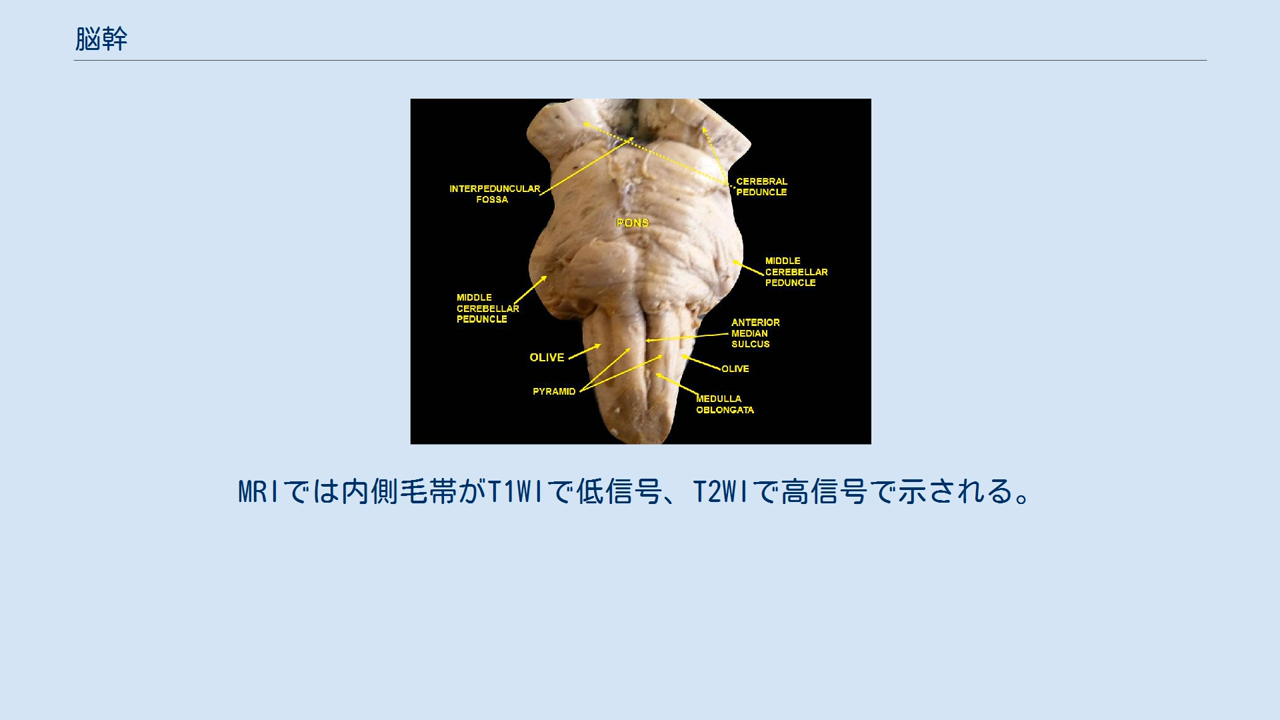 脳幹
INTERPEDUNCULAR
FOSSA
CEREBRAL
PEDUNCLE
PONS
MIDDLE
CEREBELLAR
PEDUNCLE
MIDDLE
CEREBELLAR
PEDUNCLE
ANTERIOR
MEDIAN
SULCUS
OLIVE
OLIVE
PYRAMID
MEDULLA
OBLONGATA
MRIでは内側毛帯がT1WIで低信号、T2WIで高信号で示される。